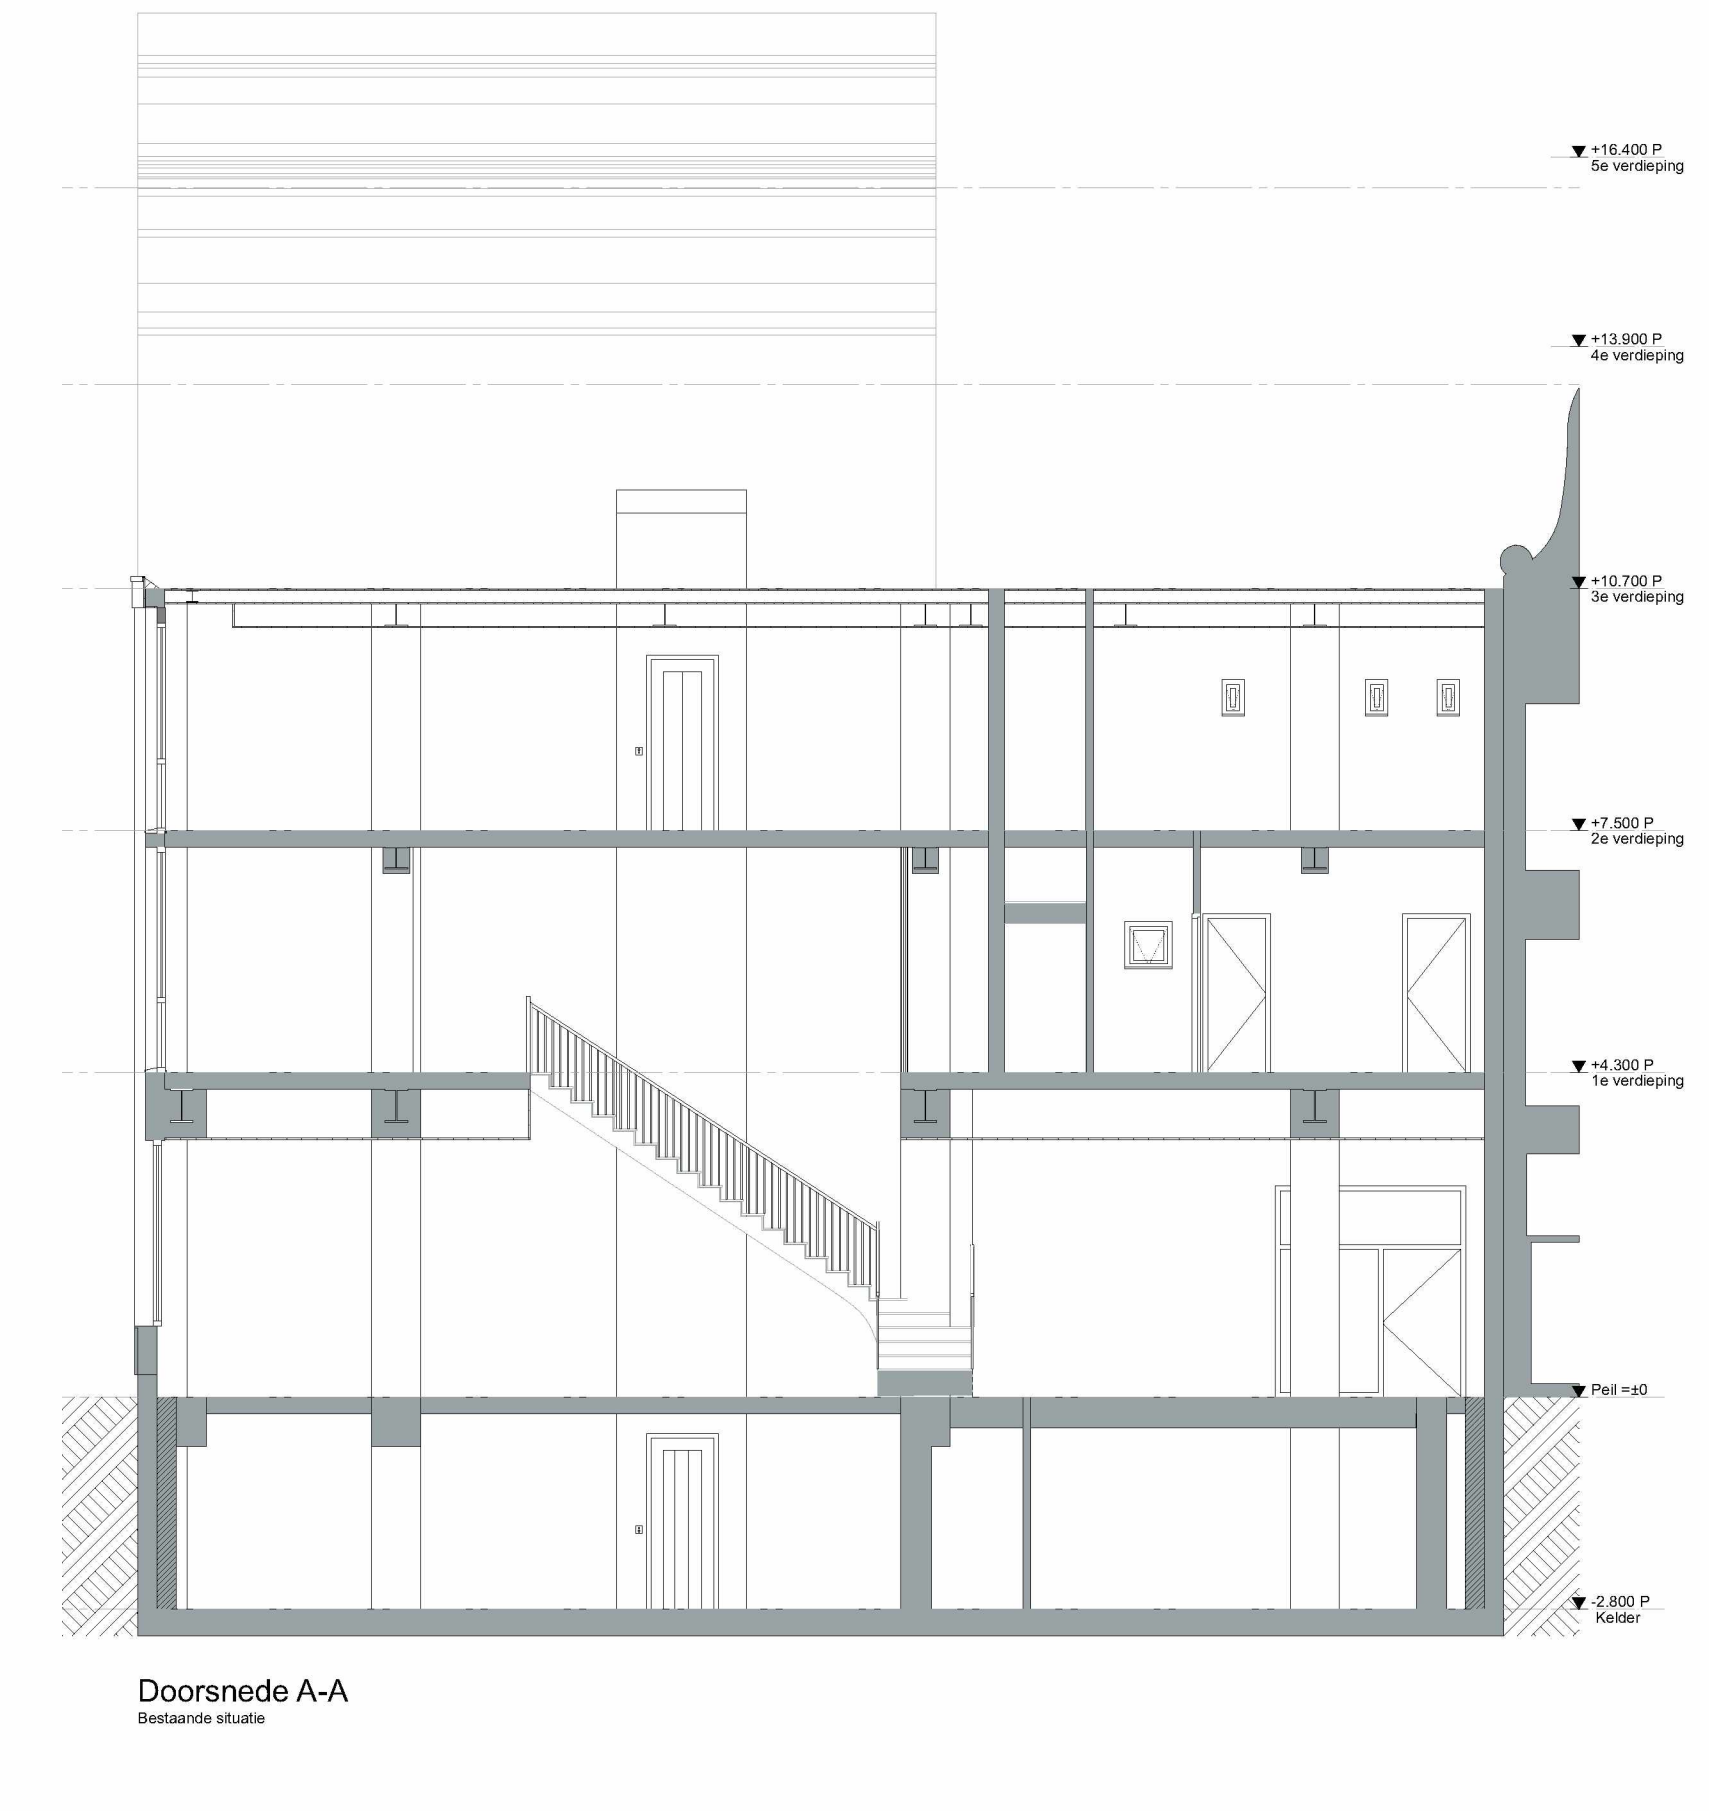 +16.400 P
5e verdieping
+13.900 P
4e verdieping
+10.700 P
3e verdieping
+7.500 P
2e verdieping
+4.300 P
1e verdieping
Peil =±0
-2.800 P
Kelder
Doorsnede A-A
Bestaande situatie